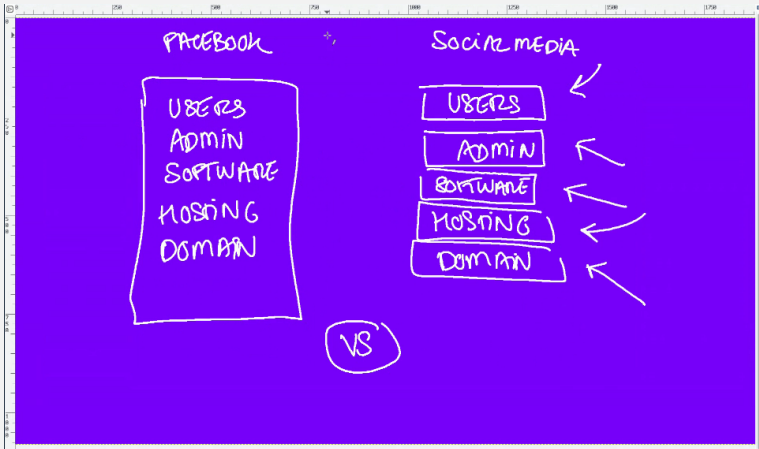 FACEBOOK
USERS
ADMIN
SOFTWARE
HOSTING
DOMAIN
SOCIAL MEDIA
USERS
ADMIN
SOFTWARE
HOSTING
DOMAIN
VS